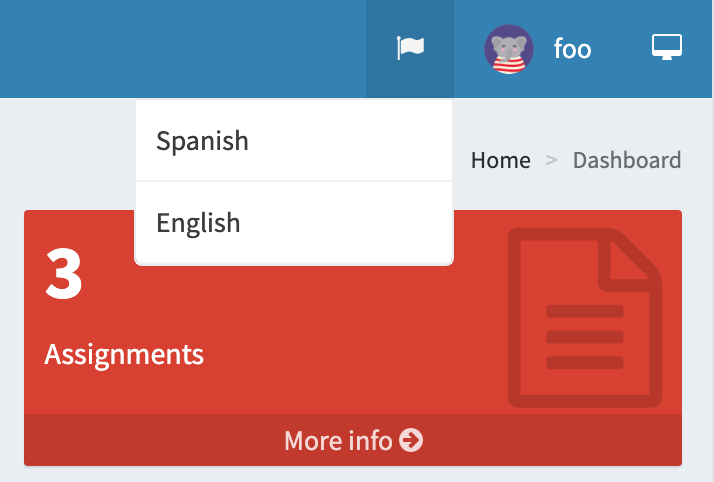 foo
Spanish
English
Home > Dashboard
3
Assignments
More info